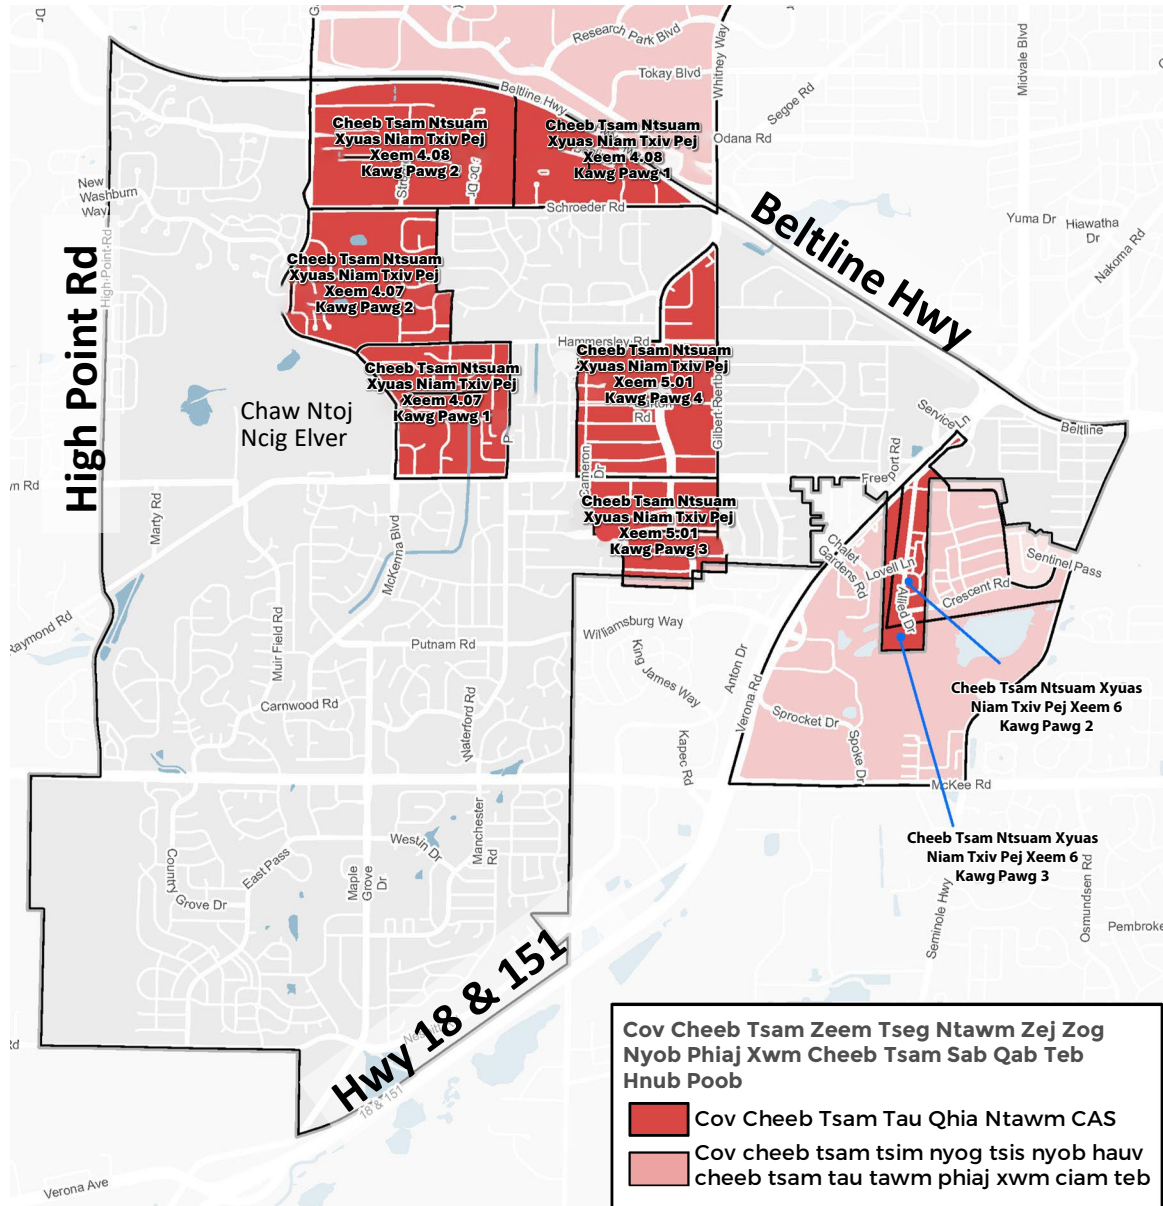 Dr
G
Research Park Blvd
Tokay Blvd
Whitney Way
Midvale Blvd
Segoe Rd
Beltline Hwy
Odana Rd
Cheeb Tsam Ntsuam
Xyuas Niam Txiv Pej
Xeem 4.08
Kawg Pawg 2
Cheeb Tsam Ntsuam
Xyuas Niam Txiv Pej
Xeem 4.08
Kawg Pawg 1
Schroeder Rd
New
Washburn
Way
High Point Rd
High Point Rd
Beltline Hwy
Yuma Dr
Hiawatha
Dr
Nakoma Rd
Cheeb Tsam Ntsuam
Xyuas Niam Txiv Pej
Xeem 4.07
Kawg Pawg 2
Hammersley Rd
Cheeb Tsam Ntsuam
Xyuas Niam Txiv Pej
Xeem 4.07
Kawg Pawg 1
Cheeb Tsam Ntsuam
Xyuas Niam Txiv Pej
Xeem 5.01
Kawg Pawg 4
Rd
Chaw Ntoj
Ncig Elver
Service Ln
Beltline
Cameron
Dr
Freeport Rd
yn Rd
Marty Rd
McKenna Blvd
Cheeb Tsam Ntsuam
Xyuas Niam Txiv Pej
Xeem 5.01
Kawg Pawg 3
Chalet
Gardens Rd
Lovell Ln
Allied Dr
Crescent Rd
Sentinel Pass
Raymond Rd
Muir Field Rd
Putnam Rd
Williamsburg Way
King James Way
Anton Dr
Verona Rd
Carnwood Rd
Waterford Rd
Kapec Rd
Sprocket Dr
Spoke Dr
Cheeb Tsam Ntsuam Xyuas
Niam Txiv Pej Xeem 6
Kawg Pawg 2
McKee Rd
Cheeb Tsam Ntsuam Xyuas
Niam Txiv Pej Xeem 6
Kawg Pawg 3
Country
Grove Dr
East Pass
Maple
Grove
Dr
Westin Dr
Manchester
Rd
Seminole Hwy
Osmundsen Rd
Pembroke
Rd
Hwy 18 & 151
18 & 151
Verona Ave
Cov Cheeb Tsam Zeem Tseg Ntawm Zej Zog
Nyob Phiaj Xwm Cheeb Tsam Sab Qab Teb
Hnub Poob
Cov Cheeb Tsam Tau Qhia Ntawm CAS
Cov cheeb tsam tsim nyog tsis nyob hauv
cheeb tsam tau tawm phiaj xwm ciam teb